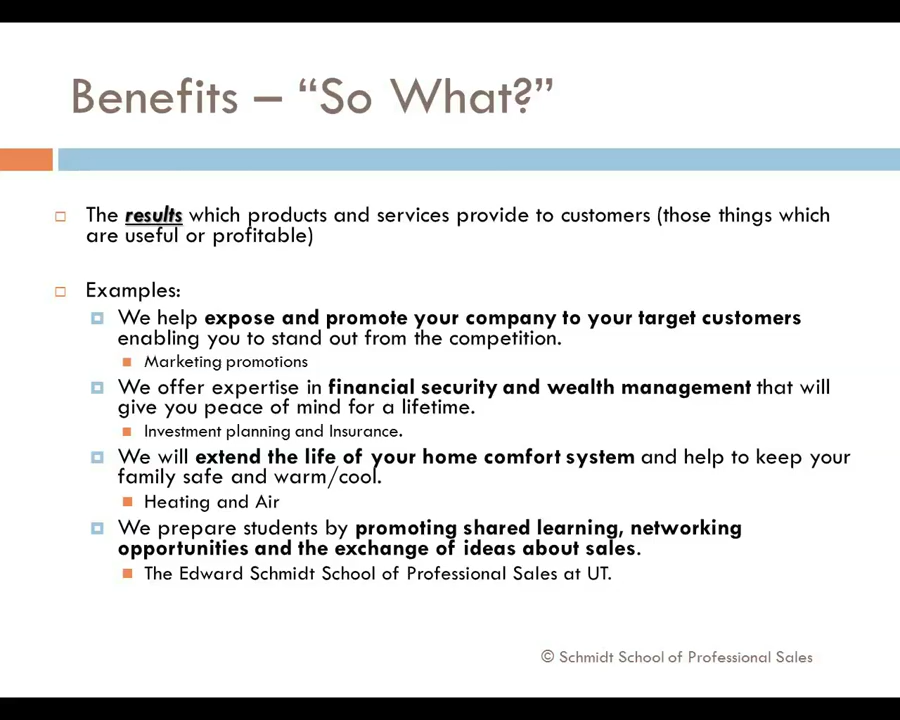 Benefits – “So What?”
The results which products and services provide to customers (those things which
are useful or profitable)
Examples:
We help expose and promote your company to your target customers
enabling you to stand out from the competition.
Marketing promotions
We offer expertise in financial security and wealth management that will
give you peace of mind for a lifetime.
Investment planning and Insurance.
We will extend the life of your home comfort system and help to keep your
family safe and warm/cool.
Heating and Air
We prepare students by promoting shared learning, networking
opportunities and the exchange of ideas about sales.
The Edward Schmidt School of Professional Sales at UT.
© Schmidt School of Professional Sales